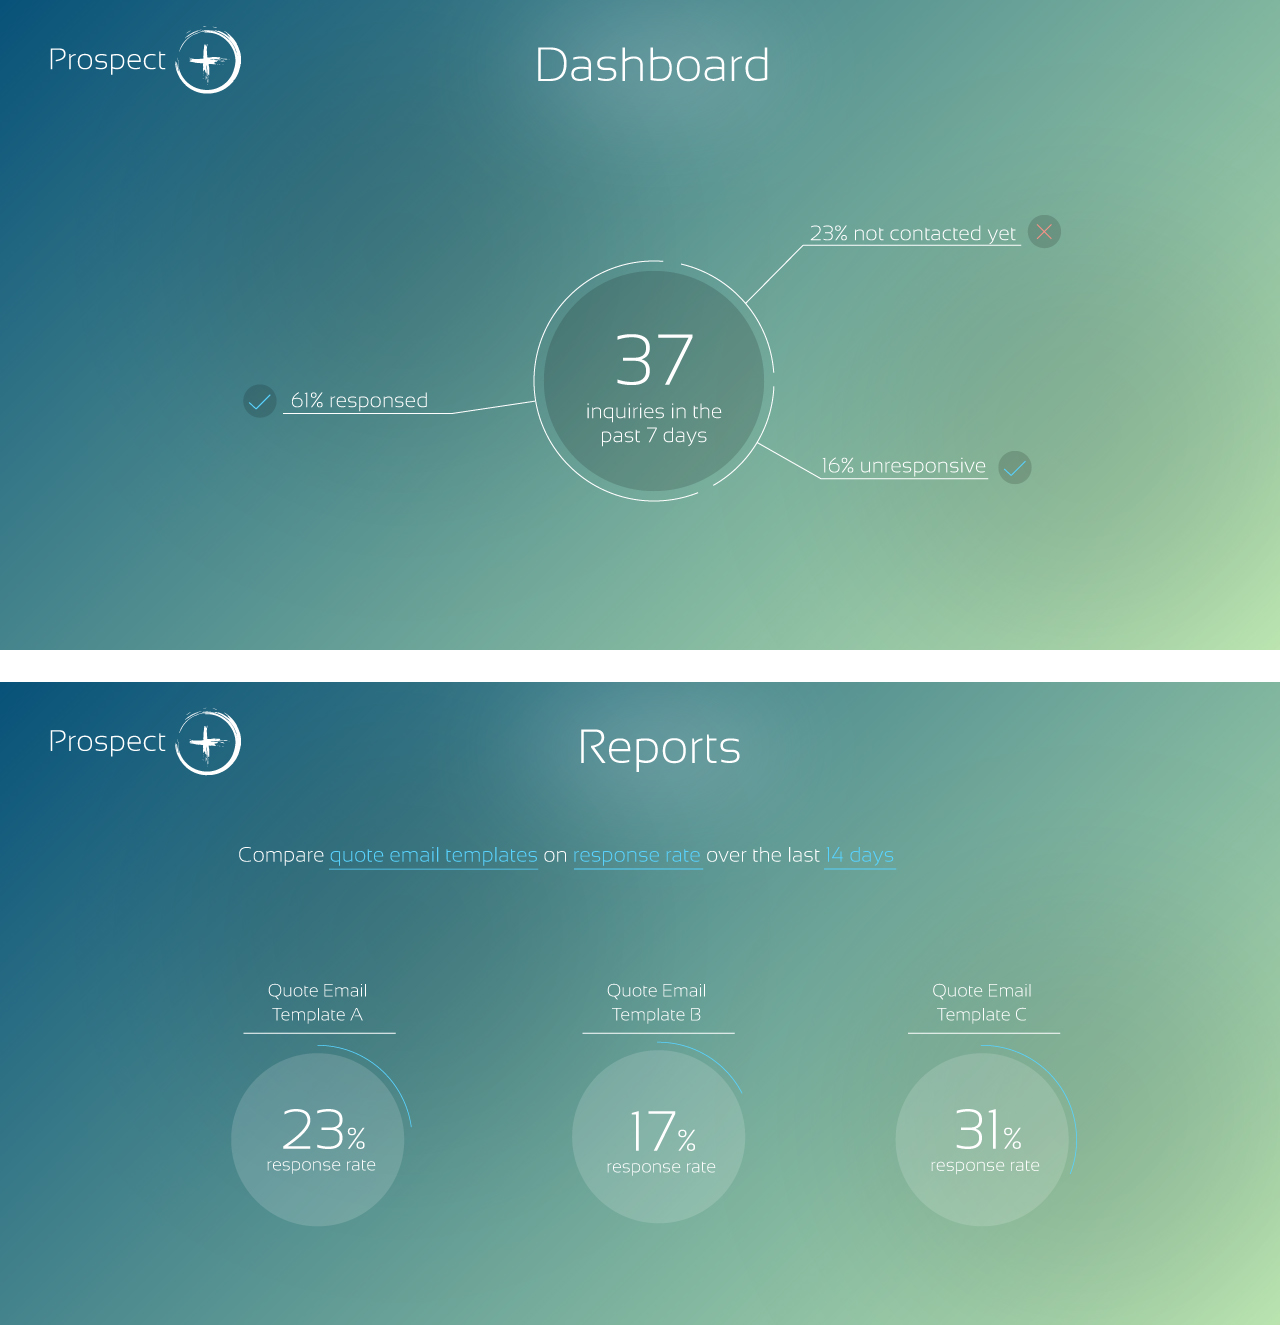 Prospect
Dashboard
23% not contacted yet
37
inquiries in the
past 7 days
61% responsed
16% unresponsive
Prospect
Reports
Compare quote email templates on response rate over the last 14 days
Quote Email
Template A
23%
response rate
Quote Email
Template B
17%
response rate
Quote Email
Template C
31%
response rate